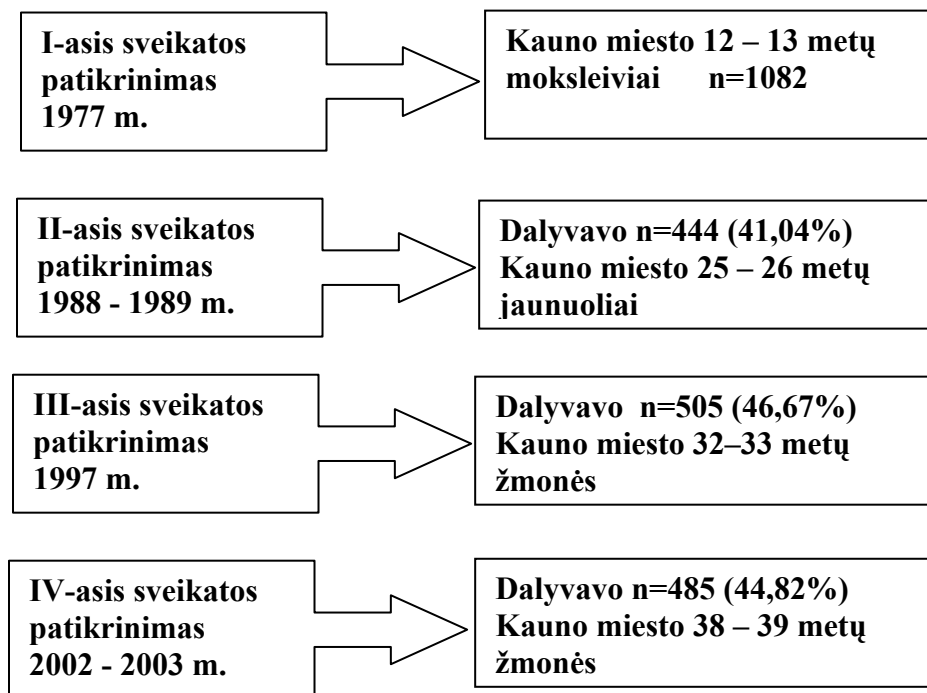 I-asis sveikatos
patikrinimas
1977 m.
Kauno miesto 12 – 13 metų
moksleiviai n=1082
II-asis sveikatos
patikrinimas
1988 - 1989 m.
Dalyvavo n=444 (41,04%)
Kauno miesto 25 – 26 metų
jaunuoliai
III-asis sveikatos
patikrinimas
1997 m.
Dalyvavo n=505 (46,67%)
Kauno miesto 32–33 metų
žmonės
IV-asis sveikatos
patikrinimas
2002 - 2003 m.
Dalyvavo n=485 (44,82%)
Kauno miesto 38 – 39 metų
žmonės